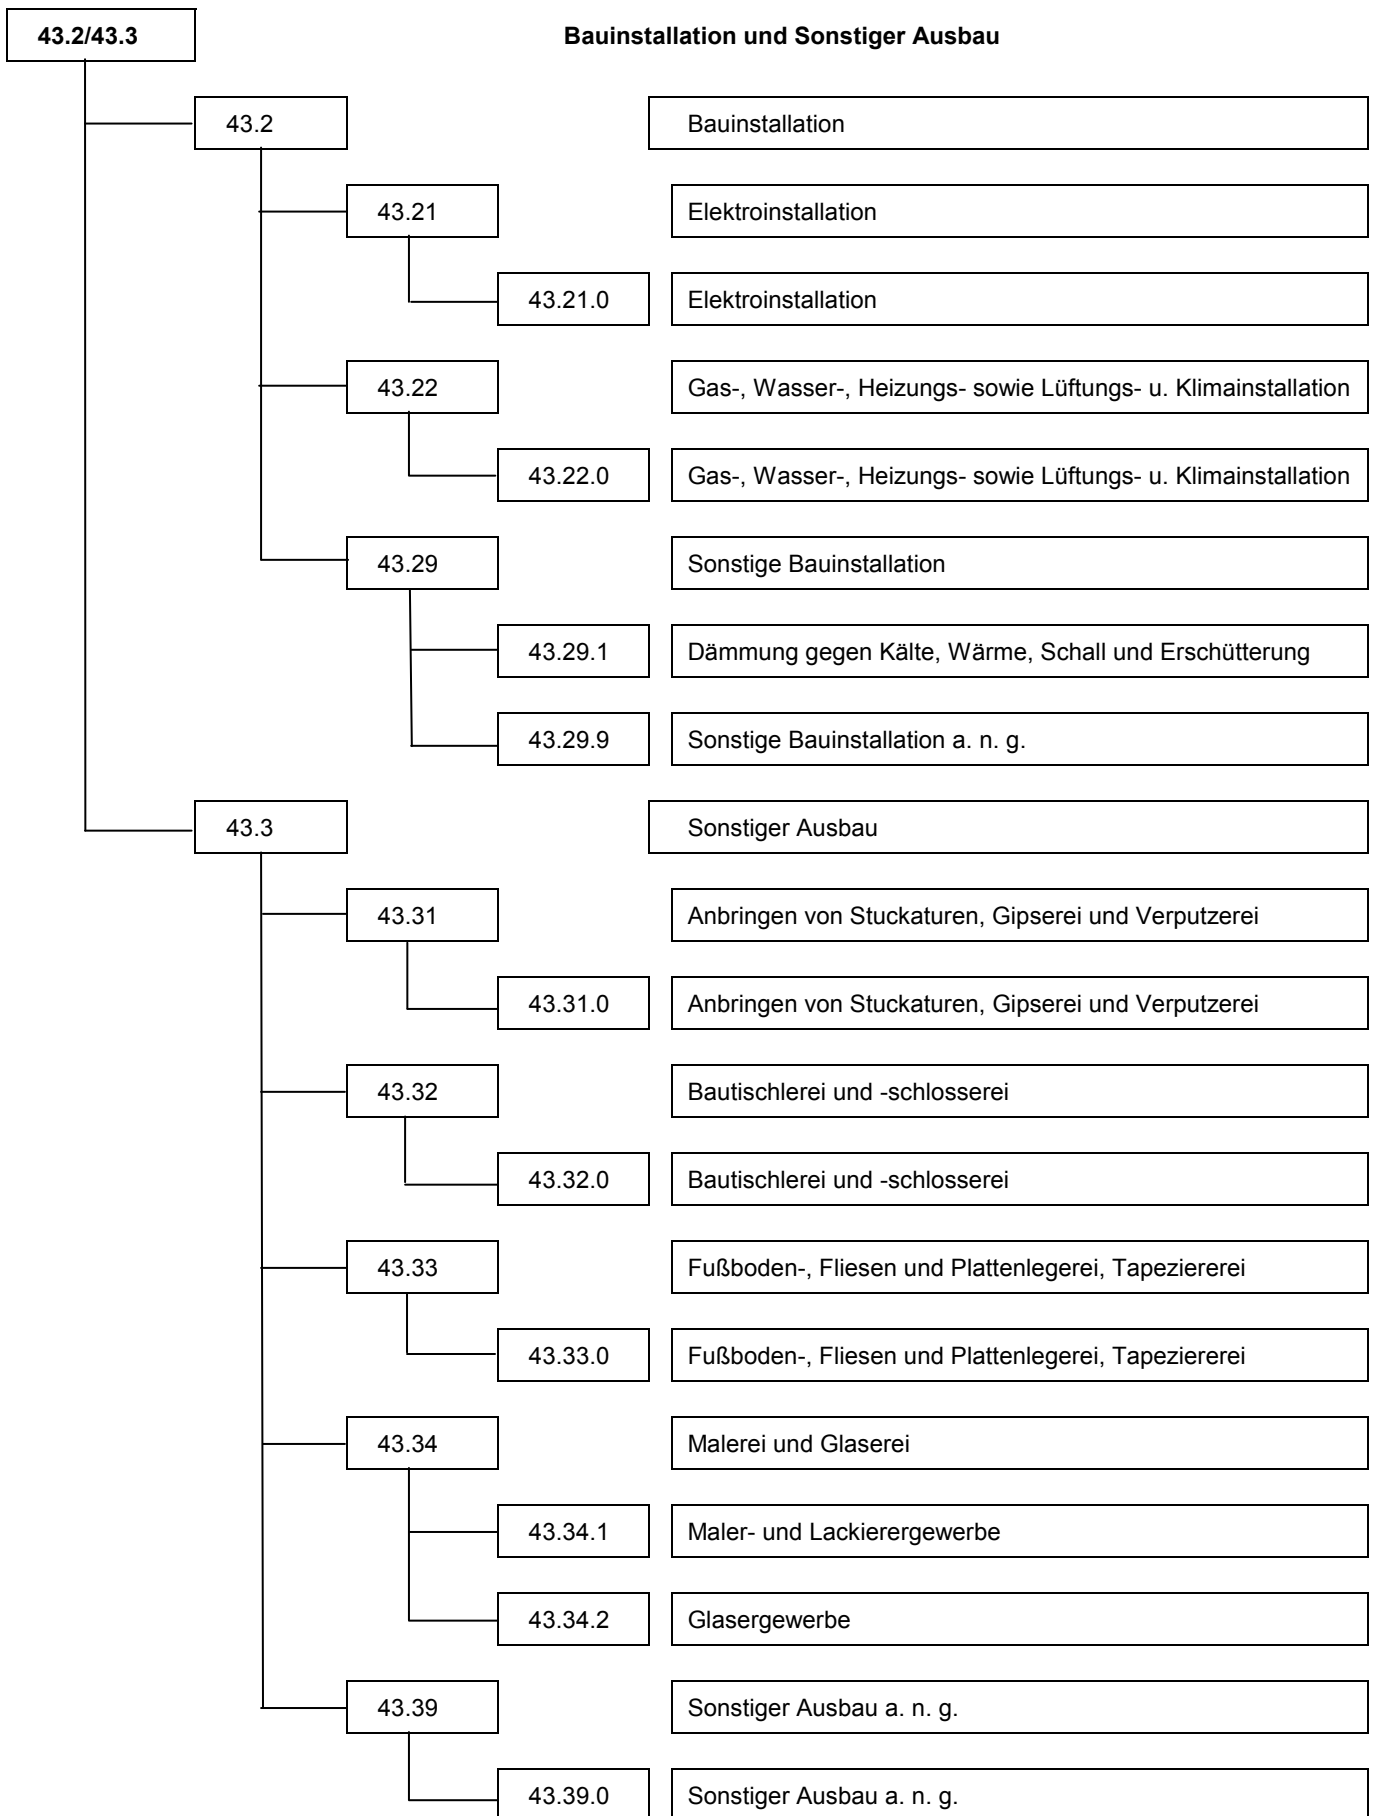 43.2/43.3 Bauinstallation und Sonstiger Ausbau
43.2 Bauinstallation
43.21 Elektroinstallation
43.21.0 Elektroinstallation
43.22 Gas-, Wasser-, Heizungs- sowie Lüftungs- u. Klimainstallation
43.22.0 Gas-, Wasser-, Heizungs- sowie Lüftungs- u. Klimainstallation
43.29 Sonstige Bauinstallation
43.29.1 Dämmung gegen Kälte, Wärme, Schall und Erschütterung
43.29.9 Sonstige Bauinstallation a. n. g.
43.3 Sonstiger Ausbau
43.31 Anbringen von Stuckaturen, Gipserei und Verputzerei
43.31.0 Anbringen von Stuckaturen, Gipserei und Verputzerei
43.32 Bautischlerei und -schlosserei
43.32.0 Bautischlerei und -schlosserei
43.33 Fußboden-, Fliesen und Plattenlegerei, Tapeziererei
43.33.0 Fußboden-, Fliesen und Plattenlegerei, Tapeziererei
43.34 Malerei und Glaserei
43.34.1 Maler- und Lackierergewerbe
43.34.2 Glasergewerbe
43.39 Sonstiger Ausbau a. n. g.
43.39.0 Sonstiger Ausbau a. n. g.